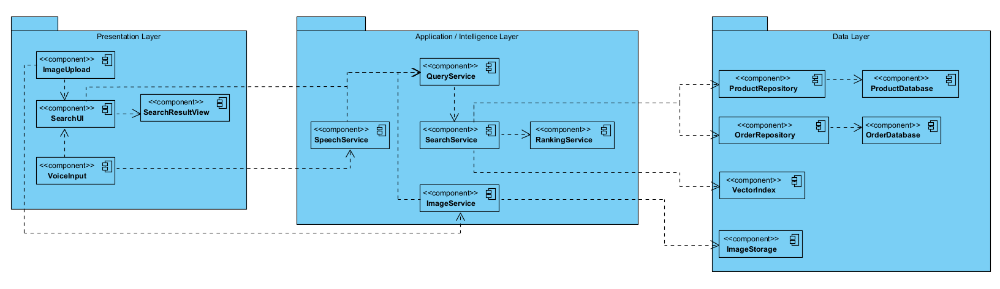 Presentation Layer
<<component>>
ImageUpload
<<component>>
SearchUI
<<component>>
SearchResultView
<<component>>
VoiceInput
Application / Intelligence Layer
<<component>>
QueryService
<<component>>
SpeechService
<<component>>
SearchService
<<component>>
RankingService
<<component>>
ImageService
Data Layer
<<component>>
ProductRepository
<<component>>
ProductDatabase
<<component>>
OrderRepository
<<component>>
OrderDatabase
<<component>>
VectorIndex
<<component>>
ImageStorage